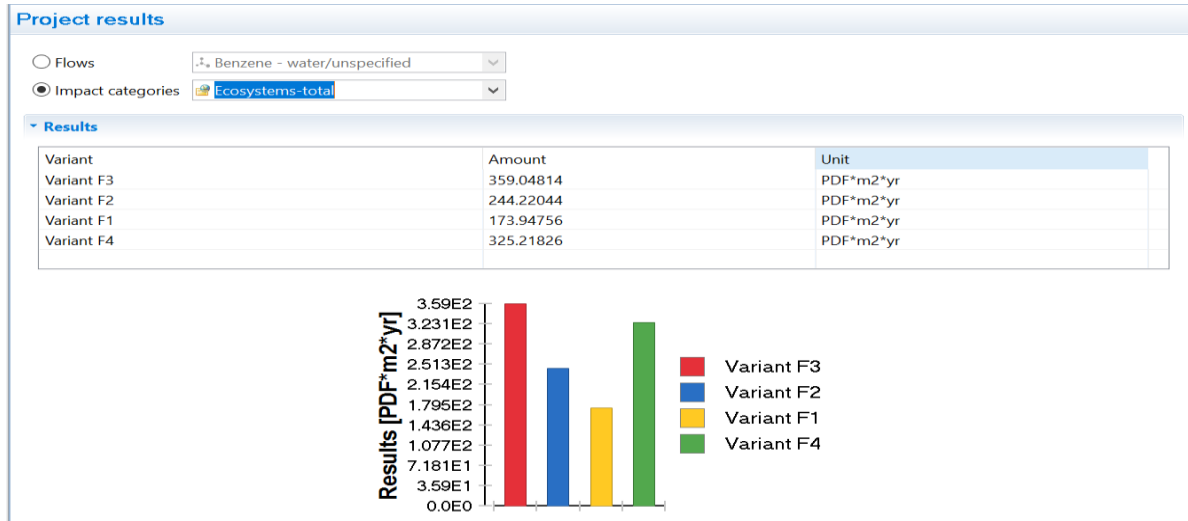 Project results
Flows Benzene - water/unspecified
Impact categories Ecosystems-total
Results
Variant Amount Unit
Variant F3 359.04814 PDF*m2*yr
Variant F2 244.22044 PDF*m2*yr
Variant F1 173.94756 PDF*m2*yr
Variant F4 325.21826 PDF*m2*yr
Results [PDF*m2*yr]
3.59E2
3.231E2
2.872E2
2.513E2
2.154E2
1.795E2
1.436E2
1.077E2
7.181E1
3.59E1
0.0E0
Variant F3
Variant F2
Variant F1
Variant F4